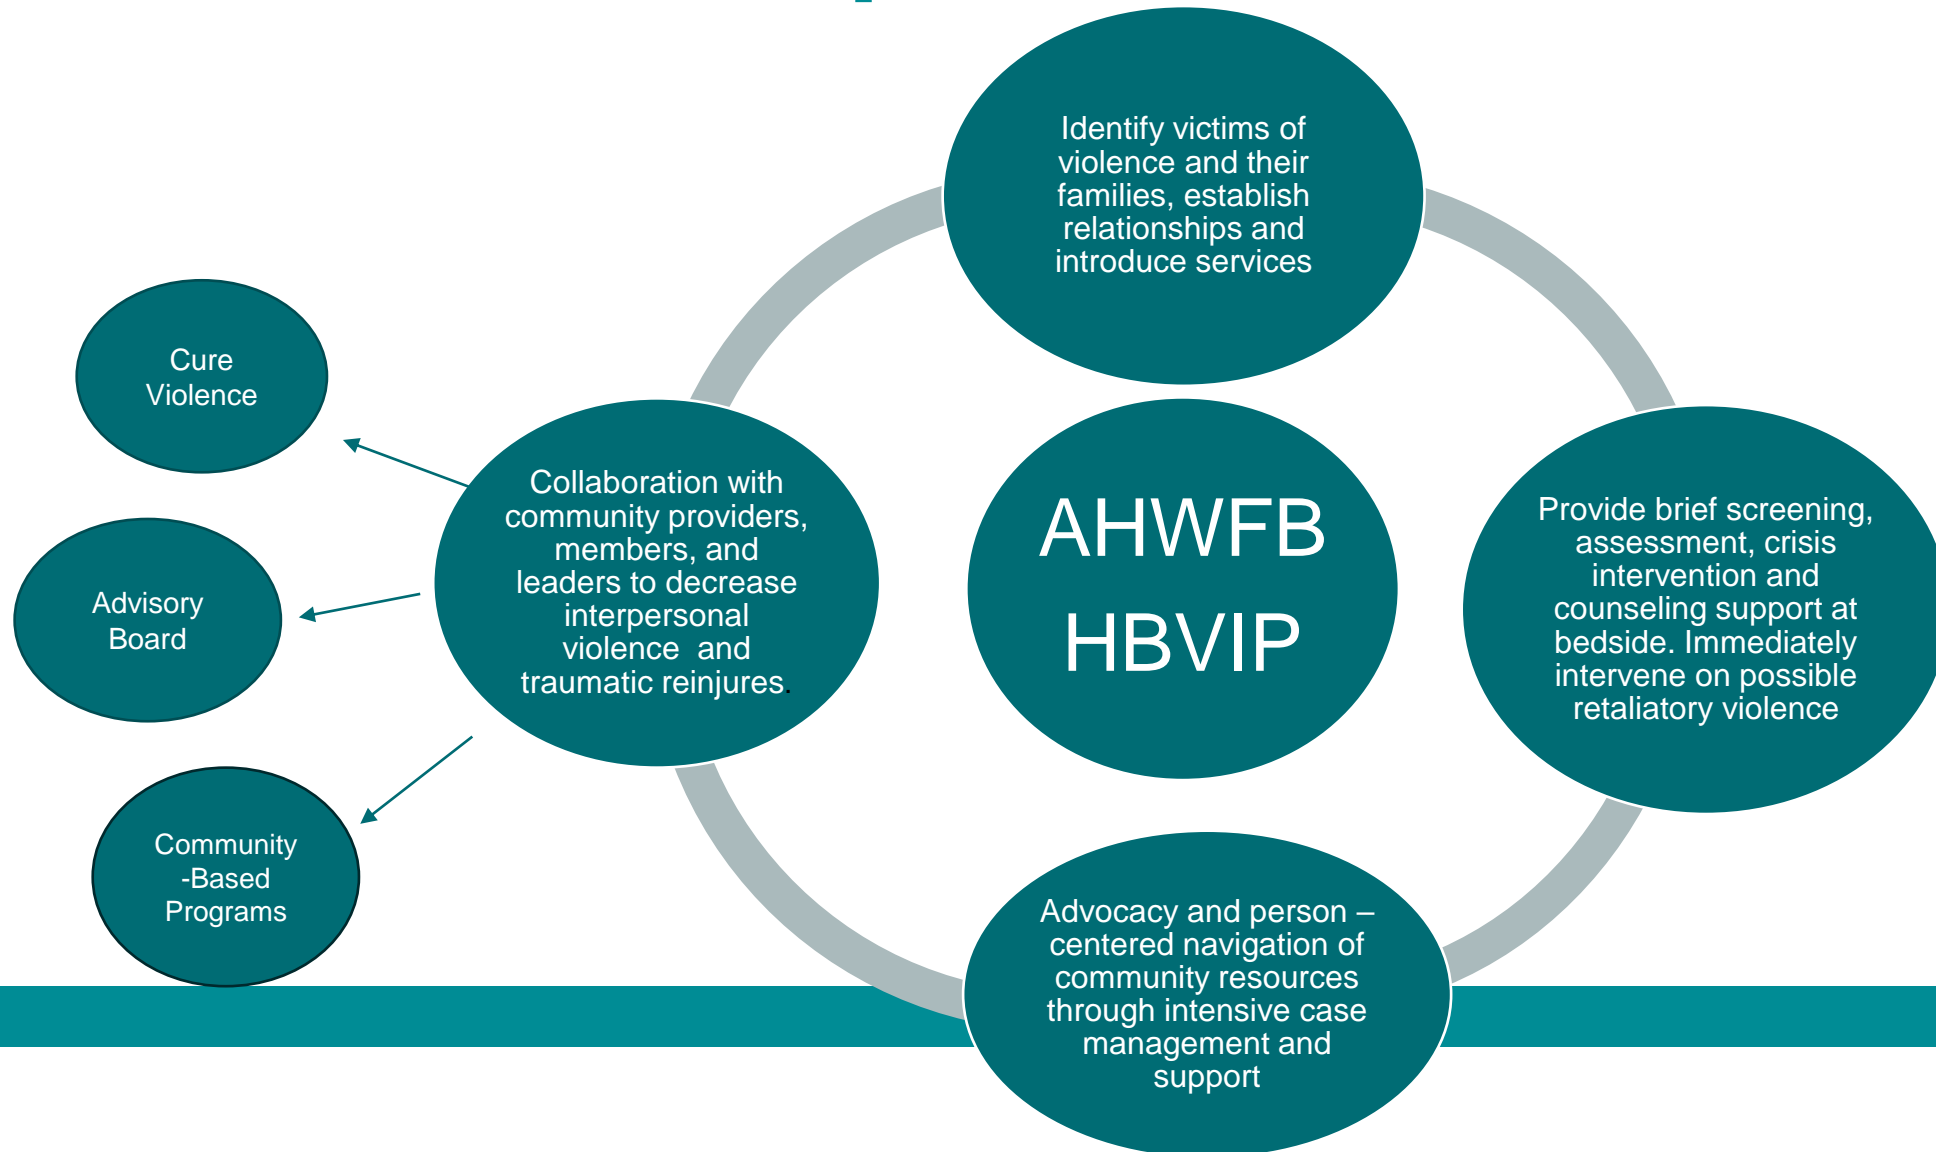 Identify victims of
violence and their
families, establish
relationships and
introduce services
Cure
Violence
Collaboration with
community providers,
members, and
leaders to decrease
interpersonal
violence  and
traumatic reinjures.
AHWFB
HBVIP
Provide brief screening,
assessment, crisis
intervention and
counseling support at
bedside. Immediately
intervene on possible
retaliatory violence
Advisory
Board
Community
-Based
Programs
Advocacy and person –
centered navigation of
community resources
through intensive case
management and
support